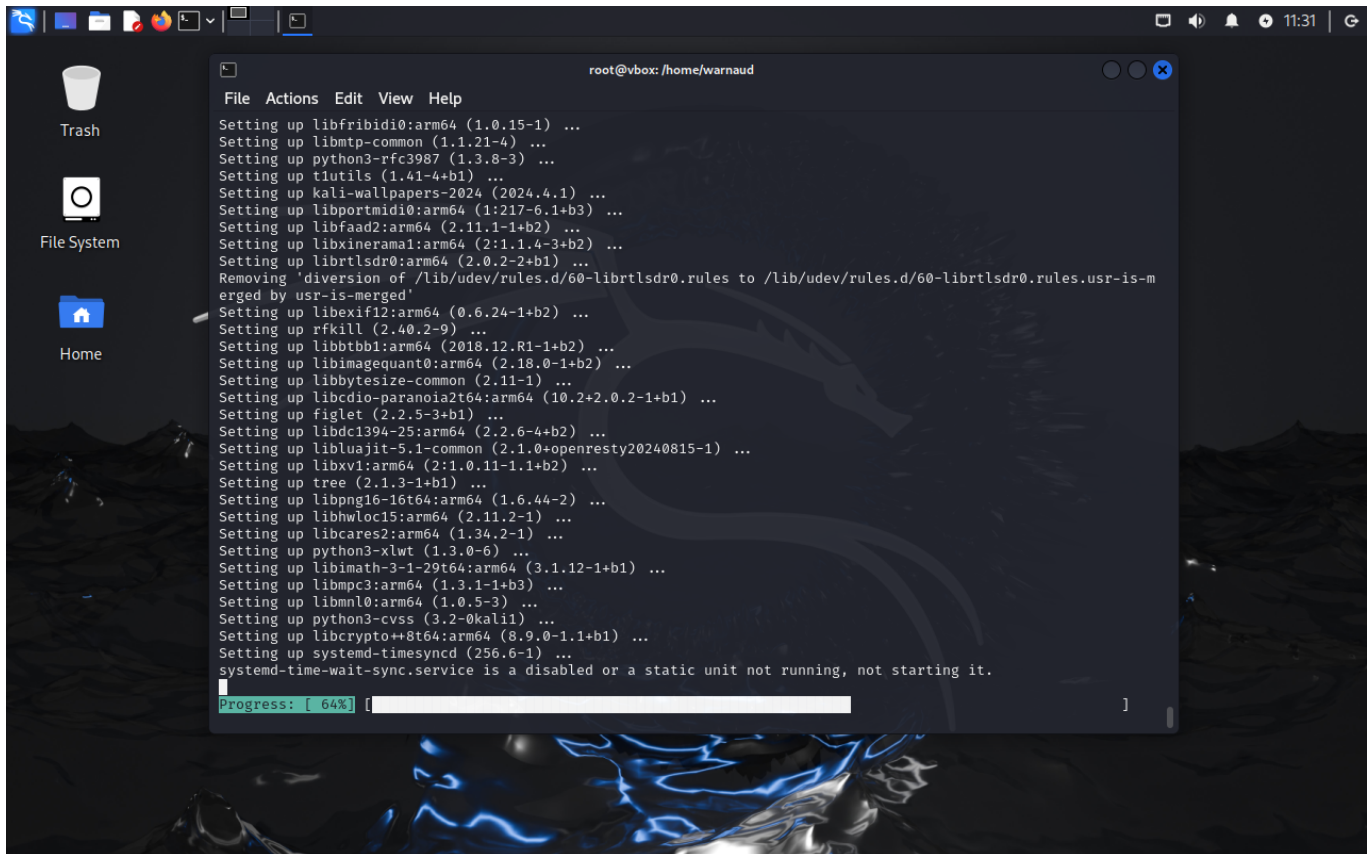 11:31
Trash
File System
Home
root@vbox: /home/warnaud
File Actions Edit View Help
Setting up libfribidi0:arm64 (1.0.15-1) ...
Setting up libmtp-common (1.1.21-4) ...
Setting up python3-rfc3987 (1.3.8-3) ...
Setting up t1utils (1.41-4+b1) ...
Setting up kali-wallpapers-2024 (2024.4.1) ...
Setting up libportmidi0:arm64 (1:217-6.1+b3) ...
Setting up libfaad2:arm64 (2.11.1-1+b2) ...
Setting up libxinerama1:arm64 (2:1.1.4-3+b2) ...
Setting up librtlsdr0:arm64 (2.0.2-2+b1) ...
Removing 'diversion of /lib/udev/rules.d/60-librtlsdr0.rules to /lib/udev/rules.d/60-librtlsdr0.rules.usr-is-m
erged by usr-is-merged'
Setting up libexif12:arm64 (0.6.24-1+b2) ...
Setting up rfkill (2.40.2-9) ...
Setting up libbtbb1:arm64 (2018.12.R1-1+b2) ...
Setting up libimagequant0:arm64 (2.18.0-1+b2) ...
Setting up libbytesize-common (2.11-1) ...
Setting up libcdio-paranoia2t64:arm64 (10.2+2.0.2-1+b1) ...
Setting up figlet (2.2.5-3+b1) ...
Setting up libdc1394-25:arm64 (2.2.6-4+b2) ...
Setting up libluajit-5.1-common (2.1.0+openresty20240815-1) ...
Setting up libxv1:arm64 (2:1.0.11-1.1+b2) ...
Setting up tree (2.1.3-1+b1) ...
Setting up libpng16-16t64:arm64 (1.6.44-2) ...
Setting up libhwloc15:arm64 (2.11.2-1) ...
Setting up libcares2:arm64 (1.34.2-1) ...
Setting up python3-xlwt (1.3.0-6) ...
Setting up libimath-3-1-29t64:arm64 (3.1.12-1+b1) ...
Setting up libmpc3:arm64 (1.3.1-1+b3) ...
Setting up libmnl0:arm64 (1.0.5-3) ...
Setting up python3-cvss (3.2-0kali1) ...
Setting up libcrypto++8t64:arm64 (8.9.0-1.1+b1) ...
Setting up systemd-timesyncd (256.6-1) ...
systemd-time-wait-sync.service is a disabled or a static unit not running, not starting it.
Progress: [ 64%] [ ]